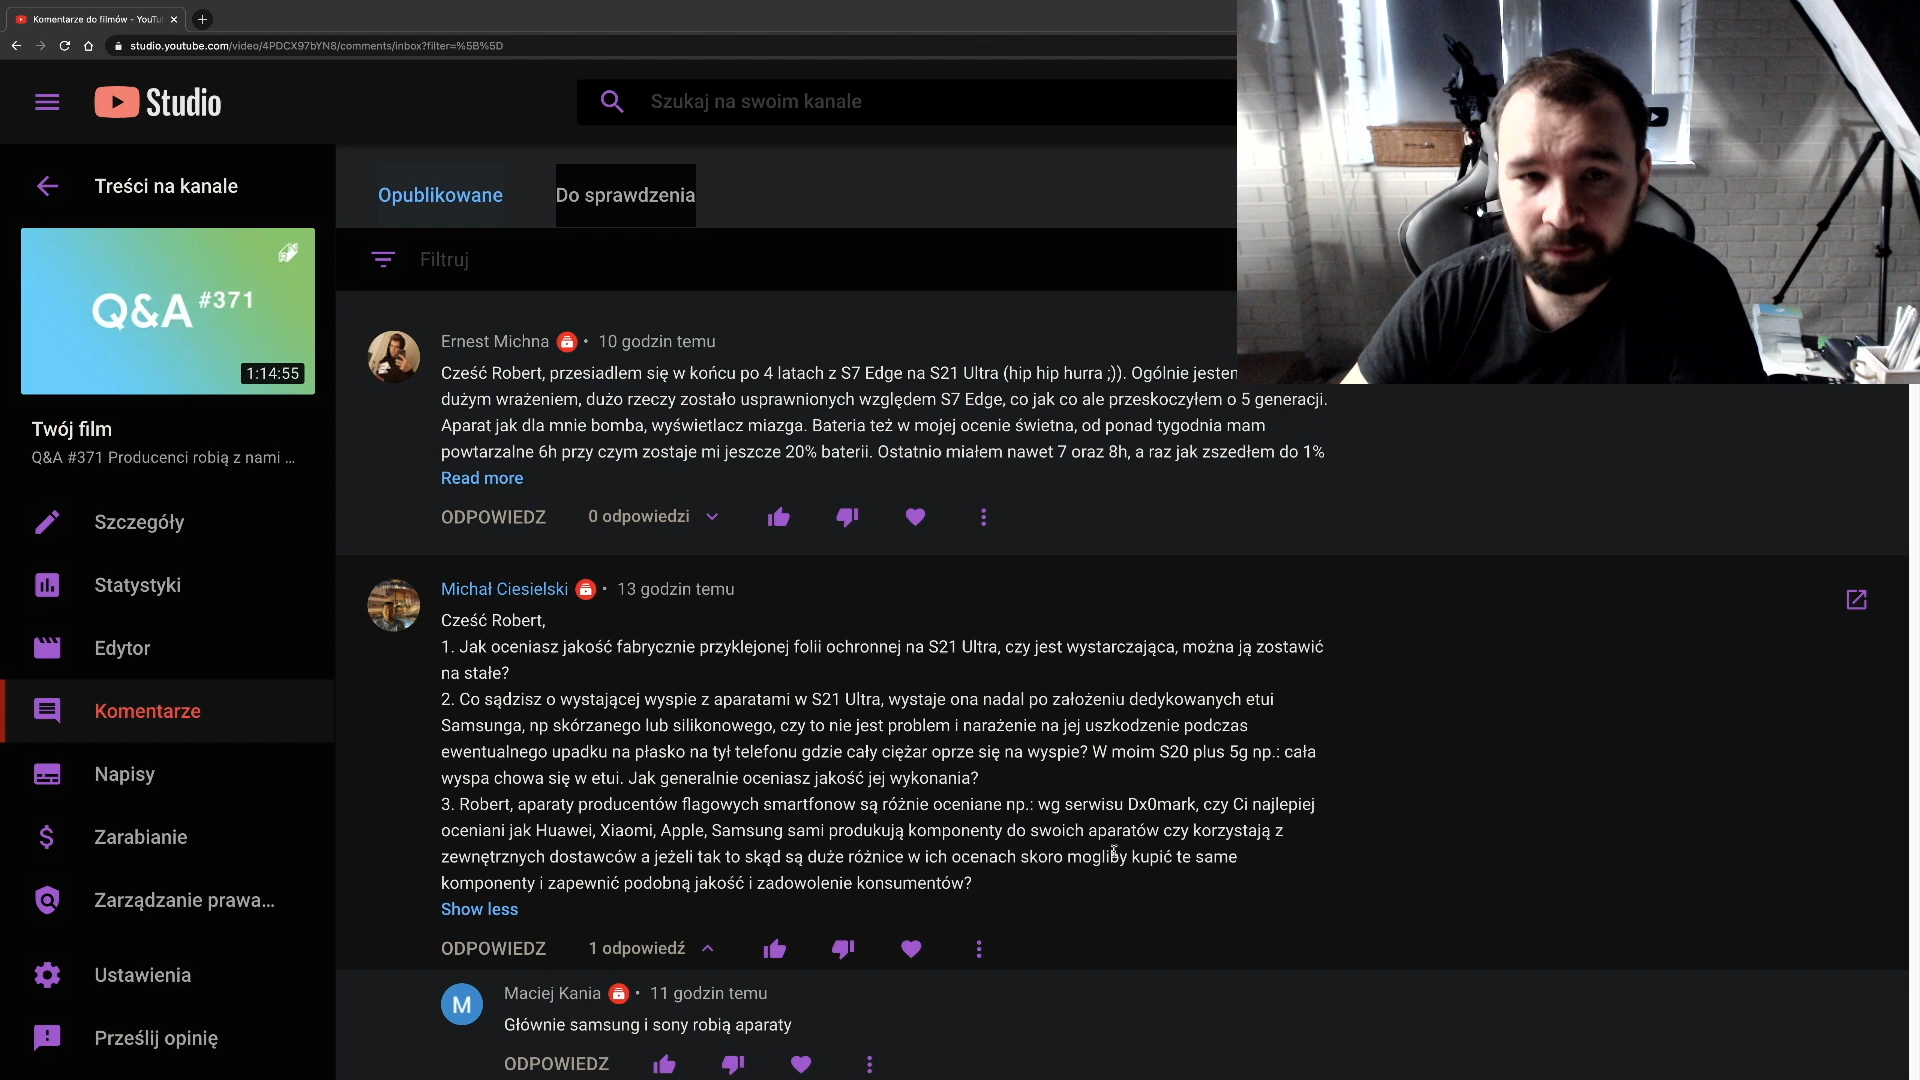 Komentarze do filmów - YouTu
studio.youtube.com/video/4PDCX97bYN8/comments/inbox?filter=%5B%5D
Studio
Szukaj na swoim kanale
Treści na kanale
Q&A #371
1:14:55
Twój film
Q&A #371 Producenci robią z nami ...
Szczegóły
Statystyki
Edytor
Komentarze
Napisy
Zarabianie
Zarządzanie prawa...
Ustawienia
Prześlij opinię
Opublikowane
Do sprawdzenia
Filtruj
Ernest Michna • 10 godzin temu
Cześć Robert, przesiadlem się w końcu po 4 latach z S7 Edge na S21 Ultra (hip hip hurra ;)). Ogólnie jesten
dużym wrażeniem, dużo rzeczy zostało usprawnionych względem S7 Edge, co jak co ale przeskoczyłem o 5 generacji.
Aparat jak dla mnie bomba, wyświetlacz miazga. Bateria też w mojej ocenie świetna, od ponad tygodnia mam
powtarzalne 6h przy czym zostaje mi jeszcze 20% baterii. Ostatnio miałem nawet 7 oraz 8h, a raz jak zszedłem do 1%
Read more
ODPOWIEDZ 0 odpowiedzi
Michał Ciesielski • 13 godzin temu
Cześć Robert,
1. Jak oceniasz jakość fabrycznie przyklejonej folii ochronnej na S21 Ultra, czy jest wystarczająca, można ją zostawić
na stałe?
2. Co sądzisz o wystającej wyspie z aparatami w S21 Ultra, wystaje ona nadal po założeniu dedykowanych etui
Samsunga, np skórzanego lub silikonowego, czy to nie jest problem i narażenie na jej uszkodzenie podczas
ewentualnego upadku na płasko na tył telefonu gdzie cały ciężar oprze się na wyspie? W moim S20 plus 5g np.: cała
wyspa chowa się w etui. Jak generalnie oceniasz jakość jej wykonania?
3. Robert, aparaty producentów flagowych smartfonow są różnie oceniane np.: wg serwisu Dx0mark, czy Ci najlepiej
oceniani jak Huawei, Xiaomi, Apple, Samsung sami produkują komponenty do swoich aparatów czy korzystają z
zewnętrznych dostawców a jeżeli tak to skąd są duże różnice w ich ocenach skoro mogliby kupić te same
komponenty i zapewnić podobną jakość i zadowolenie konsumentów?
Show less
ODPOWIEDZ 1 odpowiedź
M
Maciej Kania • 11 godzin temu
Głównie samsung i sony robią aparaty
ODPOWIEDZ